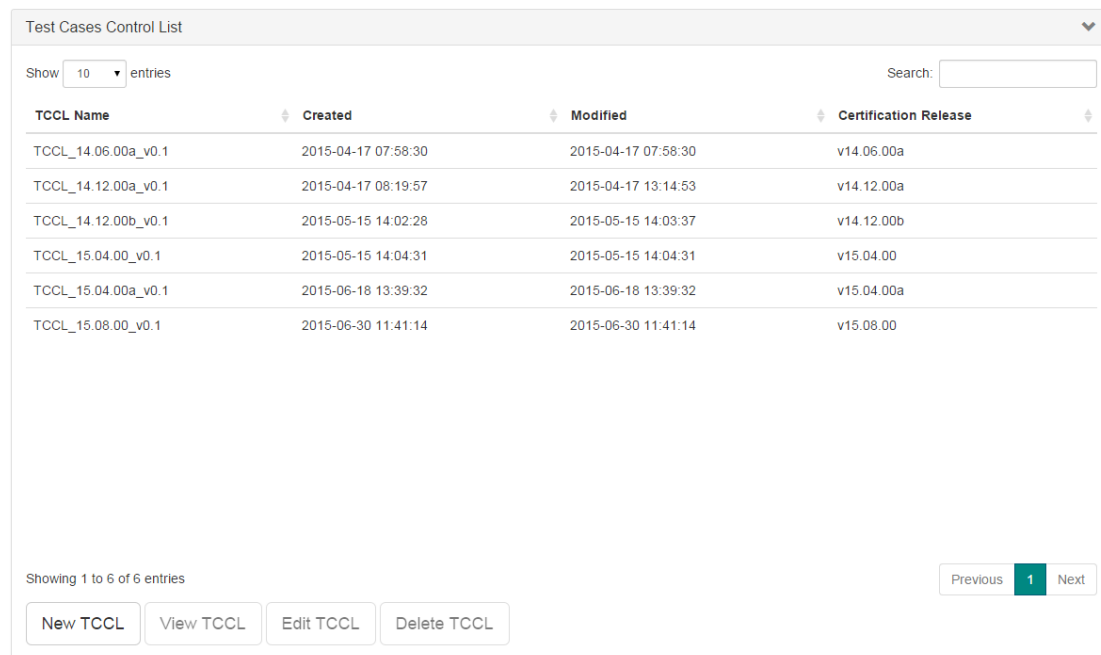 Test Cases Control List
Show 10 entries Search:
TCCL Name Created Modified Certification Release
TCCL_14.06.00a_v0.1 2015-04-17 07:58:30 2015-04-17 07:58:30 v14.06.00a
TCCL_14.12.00a_v0.1 2015-04-17 08:19:57 2015-04-17 13:14:53 v14.12.00a
TCCL_14.12.00b_v0.1 2015-05-15 14:02:28 2015-05-15 14:03:37 v14.12.00b
TCCL_15.04.00_v0.1 2015-05-15 14:04:31 2015-05-15 14:04:31 v15.04.00
TCCL_15.04.00a_v0.1 2015-06-18 13:39:32 2015-06-18 13:39:32 v15.04.00a
TCCL_15.08.00_v0.1 2015-06-30 11:41:14 2015-06-30 11:41:14 v15.08.00
Showing 1 to 6 of 6 entries Previous 1 Next
New TCCL View TCCL Edit TCCL Delete TCCL